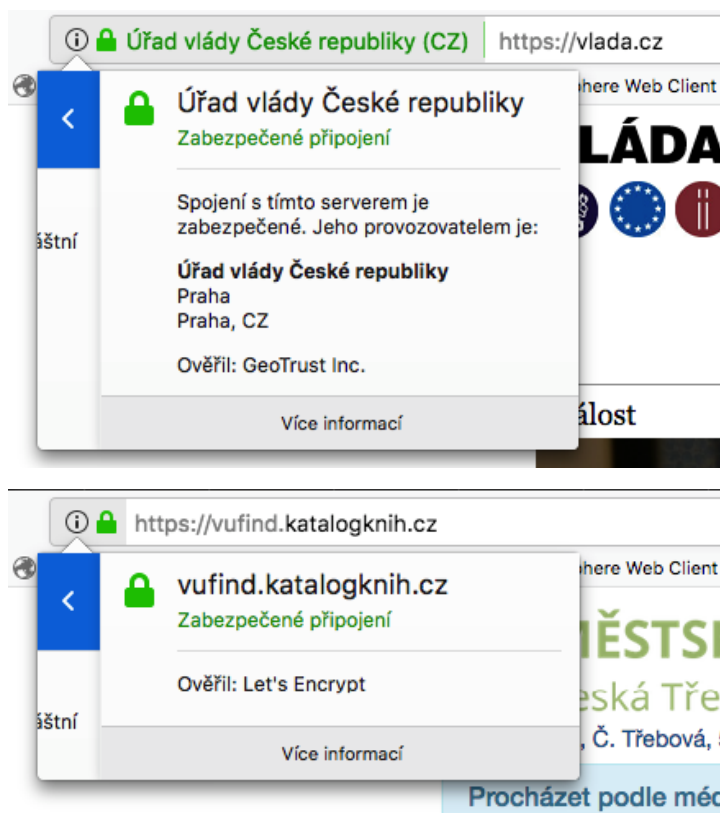 Úřad vlády České republiky (CZ) https://vlada.cz
here Web Client
Úřad vlády České republiky
Zabezpečené připojení
LÁDA
Spojení s tímto serverem je
zabezpečené. Jeho provozovatelem je:
áštní
Úřad vlády České republiky
Praha
Praha, CZ
Ověřil: GeoTrust Inc.
Více informací
álost
https://vufind.katalogknih.cz
here Web Client
vufind.katalogknih.cz
Zabezpečené připojení
ĚSTS
Ověřil: Let's Encrypt
eská Tře
áštní
, Č. Třebová,
Více informací
Procházet podle méd